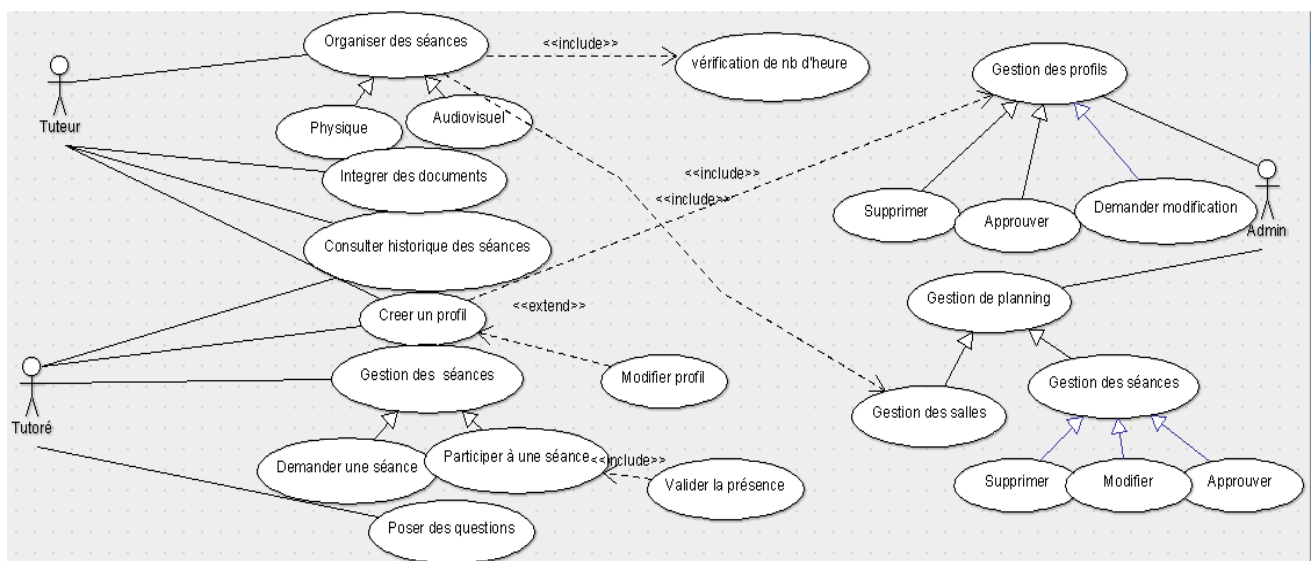 Organiser des séances
<<include>>
vérification de nb d'heure
Gestion des profils
Tuteur
Physique
Audiovisuel
Integrer des documents
<<include>>
<<include>>
Supprimer
Approuver
Demander modification
Admin
Consulter historique des séances
Creer un profil
<<extend>>
Gestion de planning
Modifier profil
Gestion des séances
Gestion des séances
Gestion des salles
Tutoré
Demander une séance
Participer à une séance
<<include>>
Valider la présence
Supprimer
Modifier
Approuver
Poser des questions